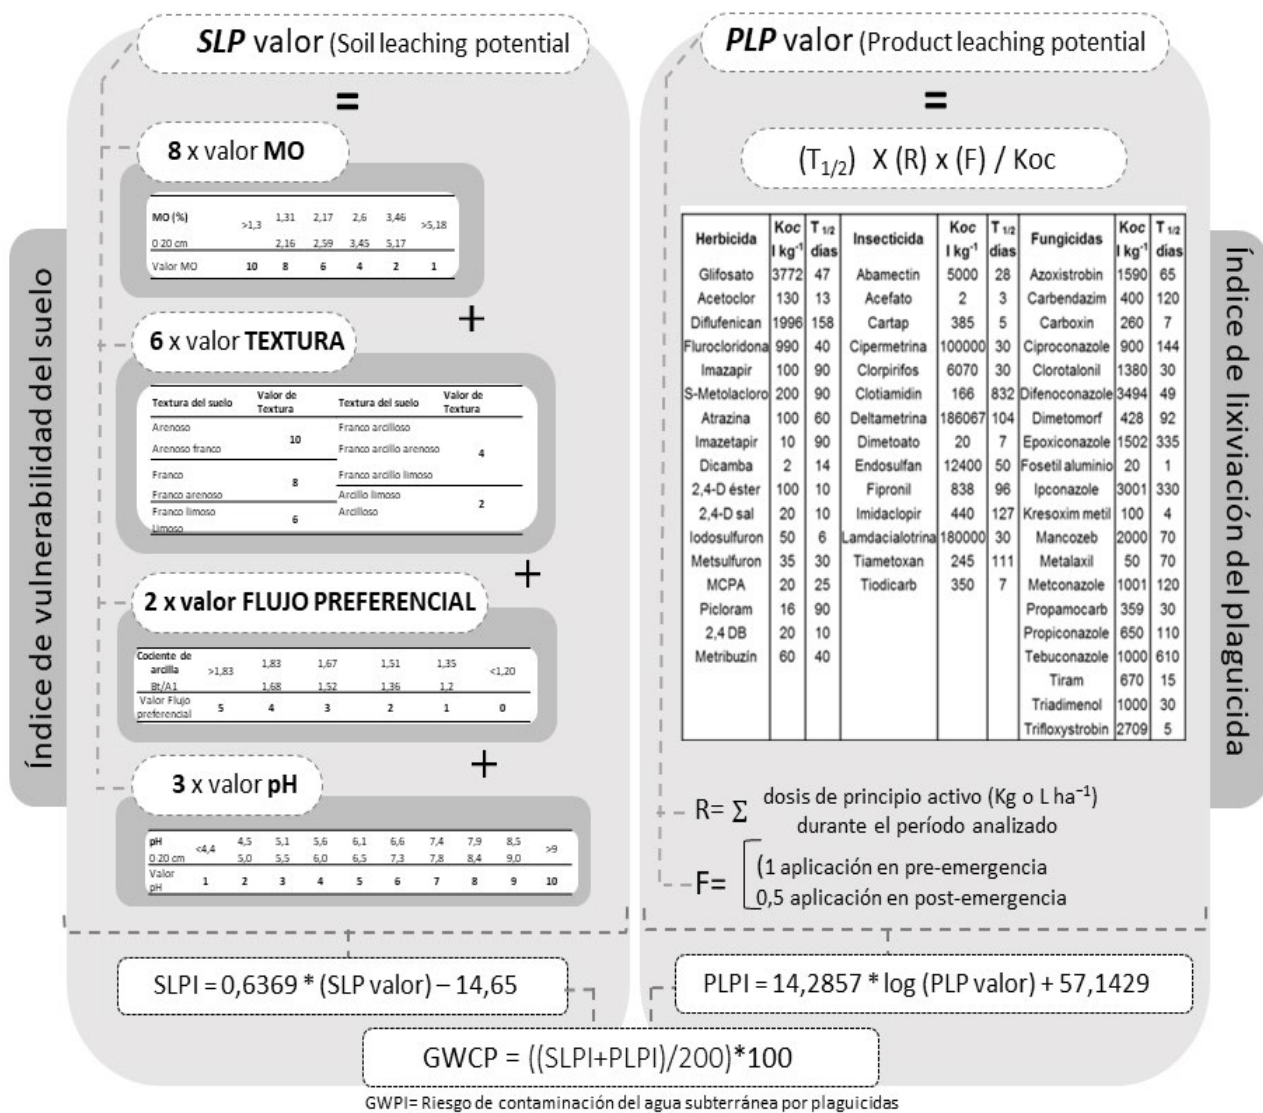 Índice de vulnerabilidad del suelo
SLP valor (Soil leaching potential
=
8 x valor MO
MO (%) >1,3 1,31 2,17 2,6 3,46 >5,18
0 20 cm 2,16 2,59 3,45 5,17
Valor MO 10 8 6 4 2 1
+
6 x valor TEXTURA
Textura del suelo Valor de Textura Textura del suelo Valor de Textura
Arenoso 10 Franco arcilloso 4
Arenoso franco Franco arcillo arenoso
Franco 8 Franco arcillo limoso
Franco arenoso Arcillo limoso 2
Franco limoso 6 Arcilloso
Limoso
+
2 x valor FLUJO PREFERENCIAL
Cociente de arcilla >1,83 1,83 1,67 1,51 1,35 <1,20
Bt/A1 1,68 1,52 1,36 1,2
Valor Flujo preferencial 5 4 3 2 1 0
+
3 x valor pH
pH <4,4 4,5 5,1 5,6 6,1 6,6 7,4 7,9 8,5 >9
0 20 cm 5,0 5,5 6,0 6,5 7,3 7,8 8,4 9,0
Valor pH 1 2 3 4 5 6 7 8 9 10
SLPI = 0,6369 * (SLP valor) – 14,65
PLP valor (Product leaching potential
=
(T1/2) X (R) x (F) / Koc
Herbicida Koc l kg-1 T 1/2 dias Insecticida Koc l kg-1 T 1/2 dias Fungicidas Koc l kg-1 T 1/2 dias
Glifosato 3772 47 Abamectin 5000 28 Azoxistrobin 1590 65
Acetoclor 130 13 Acefato 2 3 Carbendazim 400 120
Diflufenican 1996 158 Cartap 385 5 Carboxin 260 7
Flurocloridona 990 40 Cipermetrina 100000 30 Ciproconazole 900 144
Imazapir 100 90 Clorpirifos 6070 30 Clorotalonil 1380 30
S-Metolacloro 200 90 Clotiamidin 166 832 Difenoconazole 3494 49
Atrazina 100 60 Deltametrina 186067 104 Dimetomorf 428 92
Imazetapir 10 90 Dimetoato 20 7 Epoxiconazole 1502 335
Dicamba 2 14 Endosulfan 12400 50 Fosetil aluminio 20 1
2,4-D éster 100 10 Fipronil 838 96 Ipconazole 3001 330
2,4-D sal 20 10 Imidaclopir 440 127 Kresoxim metil 100 4
Iodosulfuron 50 6 Lamdacialotrina 180000 30 Mancozeb 2000 70
Metsulfuron 35 30 Tiametoxan 245 111 Metalaxil 50 70
MCPA 20 25 Tiodicarb 350 7 Metconazole 1001 120
Picloram 16 90 Propamocarb 359 30
2,4 DB 20 10 Propiconazole 650 110
Metribuzin 60 40 Tebuconazole 1000 610
Tiram 670 15
Triadimenol 1000 30
Trifloxystrobin 2709 5
R= Σ dosis de principio activo (Kg o L ha–1)
durante el período analizado
F= (1 aplicación en pre-emergencia
0,5 aplicación en post-emergencia
PLPI = 14,2857 * log (PLP valor) + 57,1429
Índice de lixiviación del plaguicida
GWCP = ((SLPI+PLPI)/200)*100
GWPI= Riesgo de contaminación del agua subterránea por plaguicidas